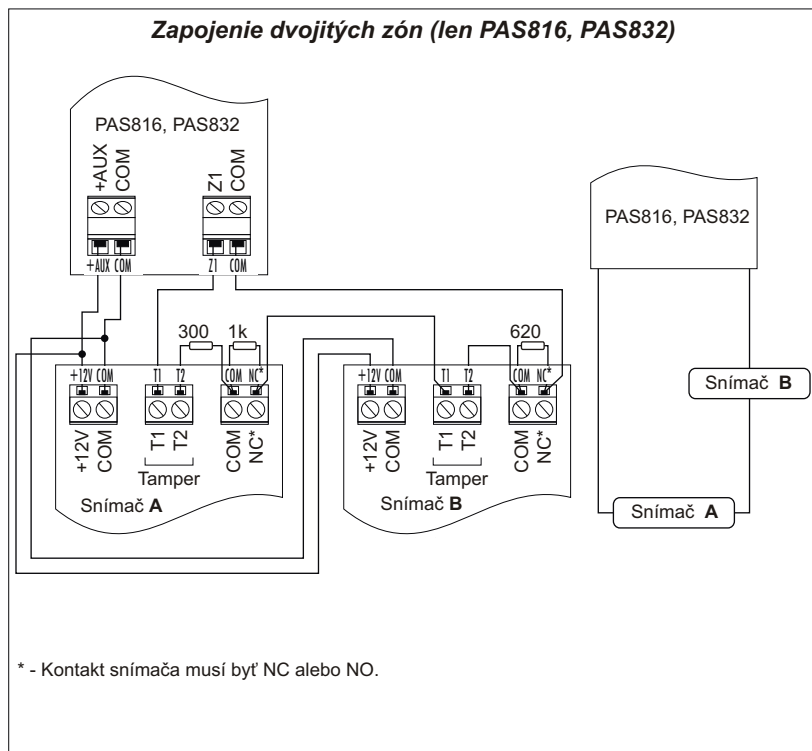 Zapojenie dvojitých zón (len PAS816, PAS832)
PAS816, PAS832
+AUX
COM
Z1
COM
+AUX COM
Z1 COM
PAS816, PAS832
300
1k
620
+12V COM
T1 T2
COM NC*
+12V COM
T1 T2
COM NC*
+12V
COM
T1
T2
COM
NC*
+12V
COM
T1
T2
COM
NC*
Tamper
Tamper
Snímač A
Snímač B
Snímač B
Snímač A
* - Kontakt snímača musí byť NC alebo NO.